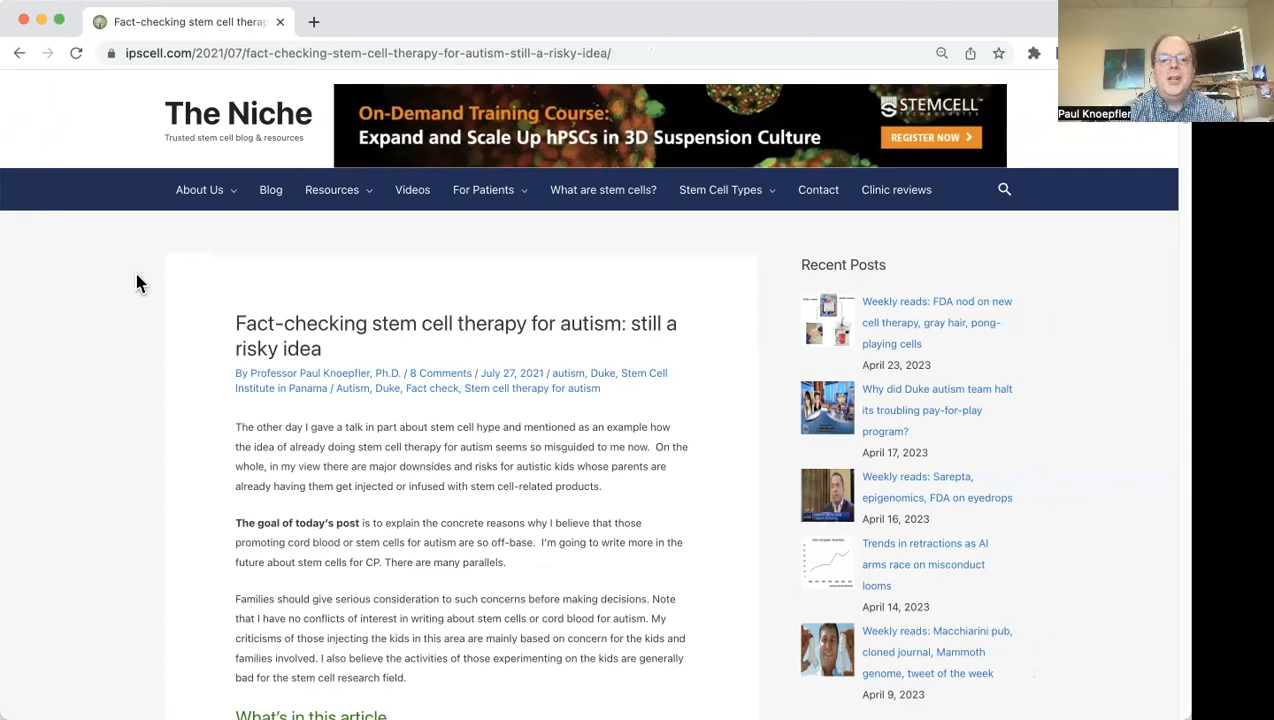 Fact-checking stem cell therap
ipscell.com/2021/07/fact-checking-stem-cell-therapy-for-autism-still-a-risky-idea/
Paul Knoepfler
The Niche
Trusted stem cell blog & resources
On-Demand Training Course:
Expand and Scale Up hPSCs in 3D Suspension Culture
STEMCELL™
TECHNOLOGIES
REGISTER NOW
About Us
Blog
Resources
Videos
For Patients
What are stem cells?
Stem Cell Types
Contact
Clinic reviews
Fact-checking stem cell therapy for autism: still a
risky idea
By Professor Paul Knoepfler, Ph.D. / 8 Comments / July 27, 2021 / autism, Duke, Stem Cell
Institute in Panama / Autism, Duke, Fact check, Stem cell therapy for autism
The other day I gave a talk in part about stem cell hype and mentioned as an example how
the idea of already doing stem cell therapy for autism seems so misguided to me now.  On the
whole, in my view there are major downsides and risks for autistic kids whose parents are
already having them get injected or infused with stem cell-related products.
The goal of today's post is to explain the concrete reasons why I believe that those
promoting cord blood or stem cells for autism are so off-base.  I'm going to write more in the
future about stem cells for CP. There are many parallels.
Families should give serious consideration to such concerns before making decisions. Note
that I have no conflicts of interest in writing about stem cells or cord blood for autism. My
criticisms of those injecting the kids in this area are mainly based on concern for the kids and
families involved. I also believe the activities of those experimenting on the kids are generally
bad for the stem cell research field.
What's in this article
Recent Posts
Weekly reads: FDA nod on new
cell therapy, gray hair, pong-
playing cells
April 23, 2023
Why did Duke autism team halt
its troubling pay-for-play
program?
April 17, 2023
Weekly reads: Sarepta,
epigenomics, FDA on eyedrops
April 16, 2023
Trends in retractions as AI
arms race on misconduct
looms
April 14, 2023
Weekly reads: Macchiarini pub,
cloned journal, Mammoth
genome, tweet of the week
April 9, 2023